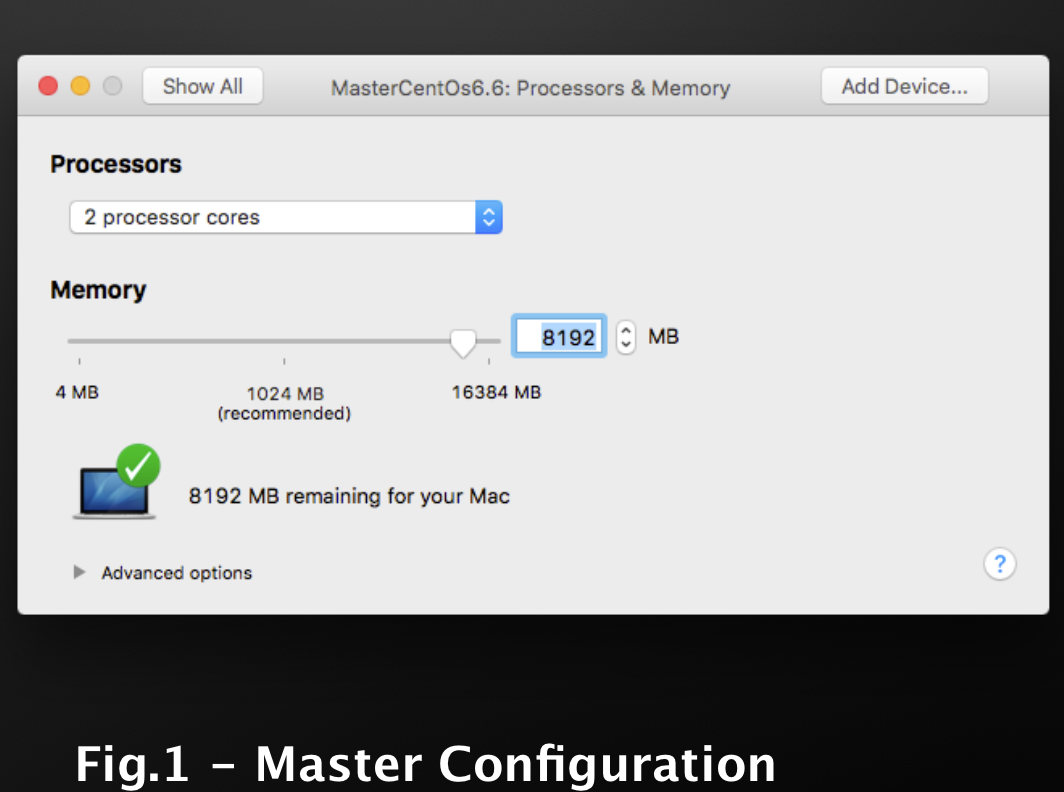 Show All MasterCentOs6.6: Processors & Memory Add Device...
Processors
2 processor cores
Memory
8192 MB
4 MB 1024 MB 16384 MB
(recommended)
8192 MB remaining for your Mac
Advanced options ?
Fig.1 – Master Configuration